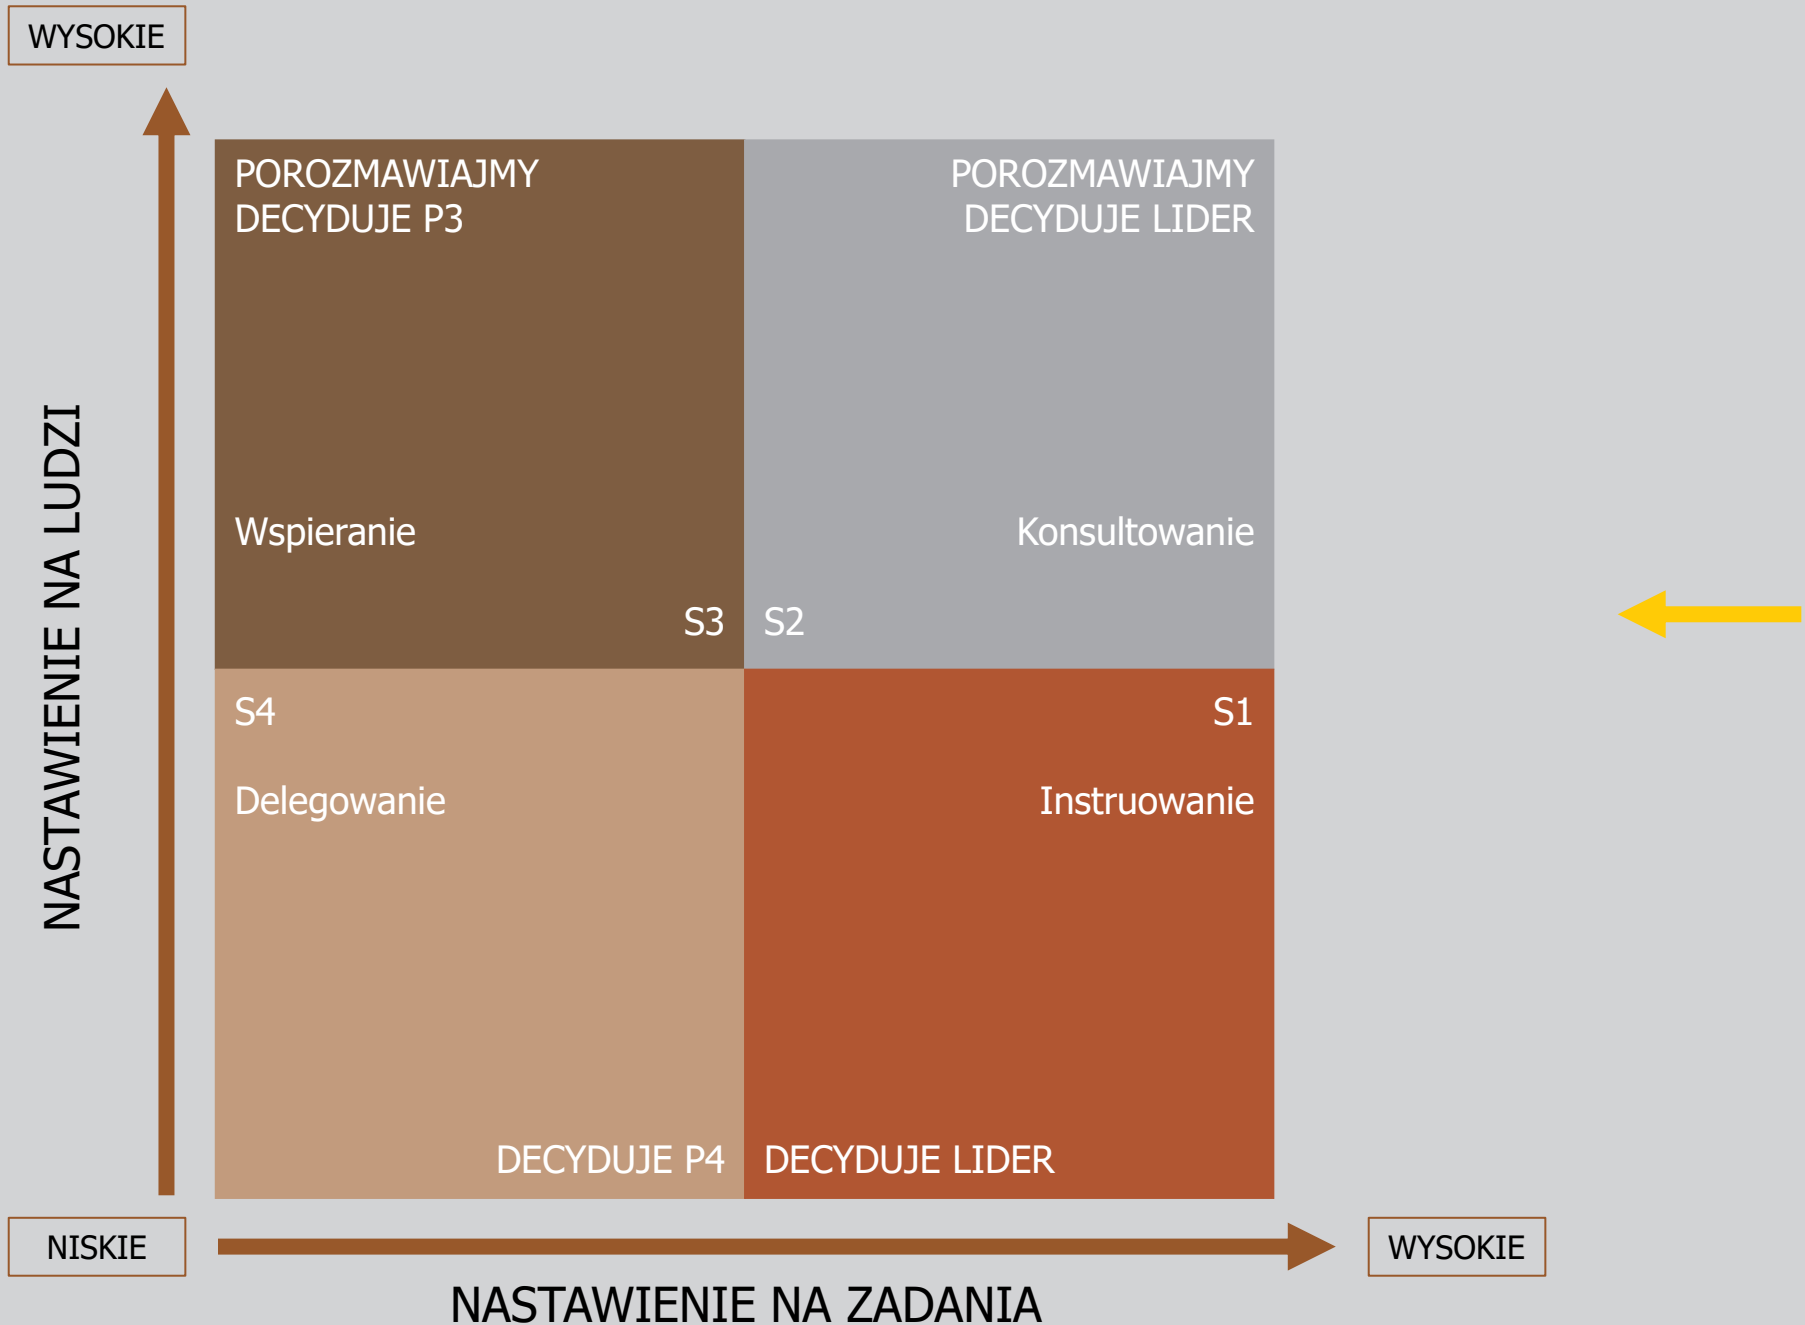 WYSOKIE
NASTAWIENIE NA LUDZI
POROZMAWIAJMY
DECYDUJE P3
Wspieranie
S3
POROZMAWIAJMY
DECYDUJE LIDER
Konsultowanie
S2
S4
Delegowanie
DECYDUJE P4
S1
Instruowanie
DECYDUJE LIDER
NISKIE
WYSOKIE
NASTAWIENIE NA ZADANIA